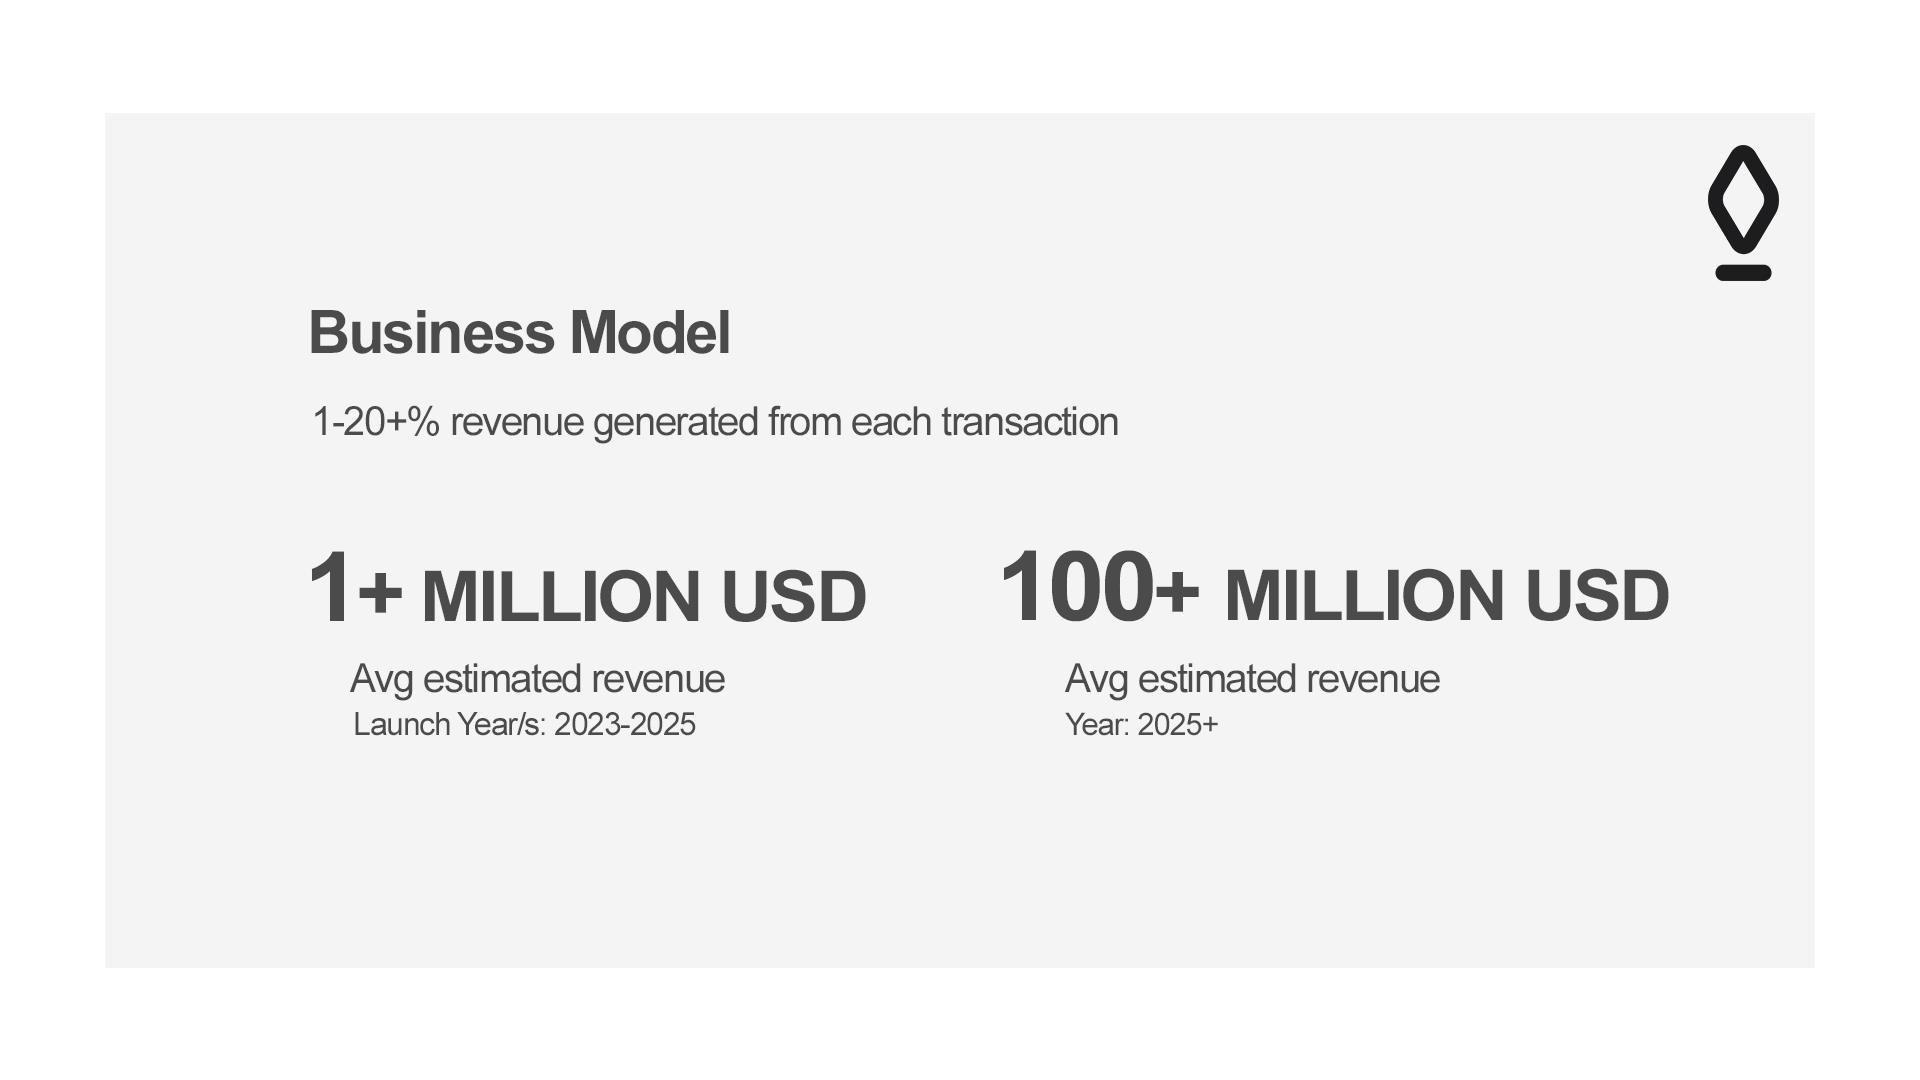 Business Model
1-20+% revenue generated from each transaction
1+ MILLION USD
Avg estimated revenue
Launch Year/s: 2023-2025
100+ MILLION USD
Avg estimated revenue
Year: 2025+